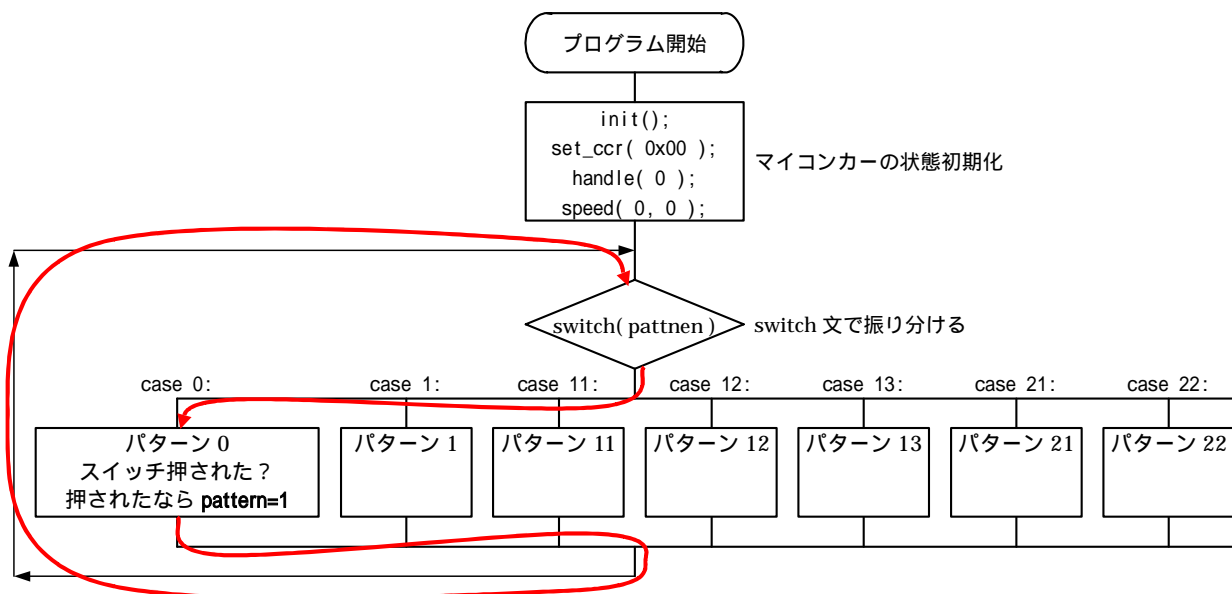 プログラム開始
init();
set_ccr( 0x00 );
handle( 0 );
speed( 0, 0 );
マイコンカーの状態初期化
switch( pattnen )
switch 文で振り分ける
case 0:
case 1:
case 11:
case 12:
case 13:
case 21:
case 22:
パターン 0
スイッチ押された？
押されたなら pattern=1
パターン 1
パターン 11
パターン 12
パターン 13
パターン 21
パターン 22